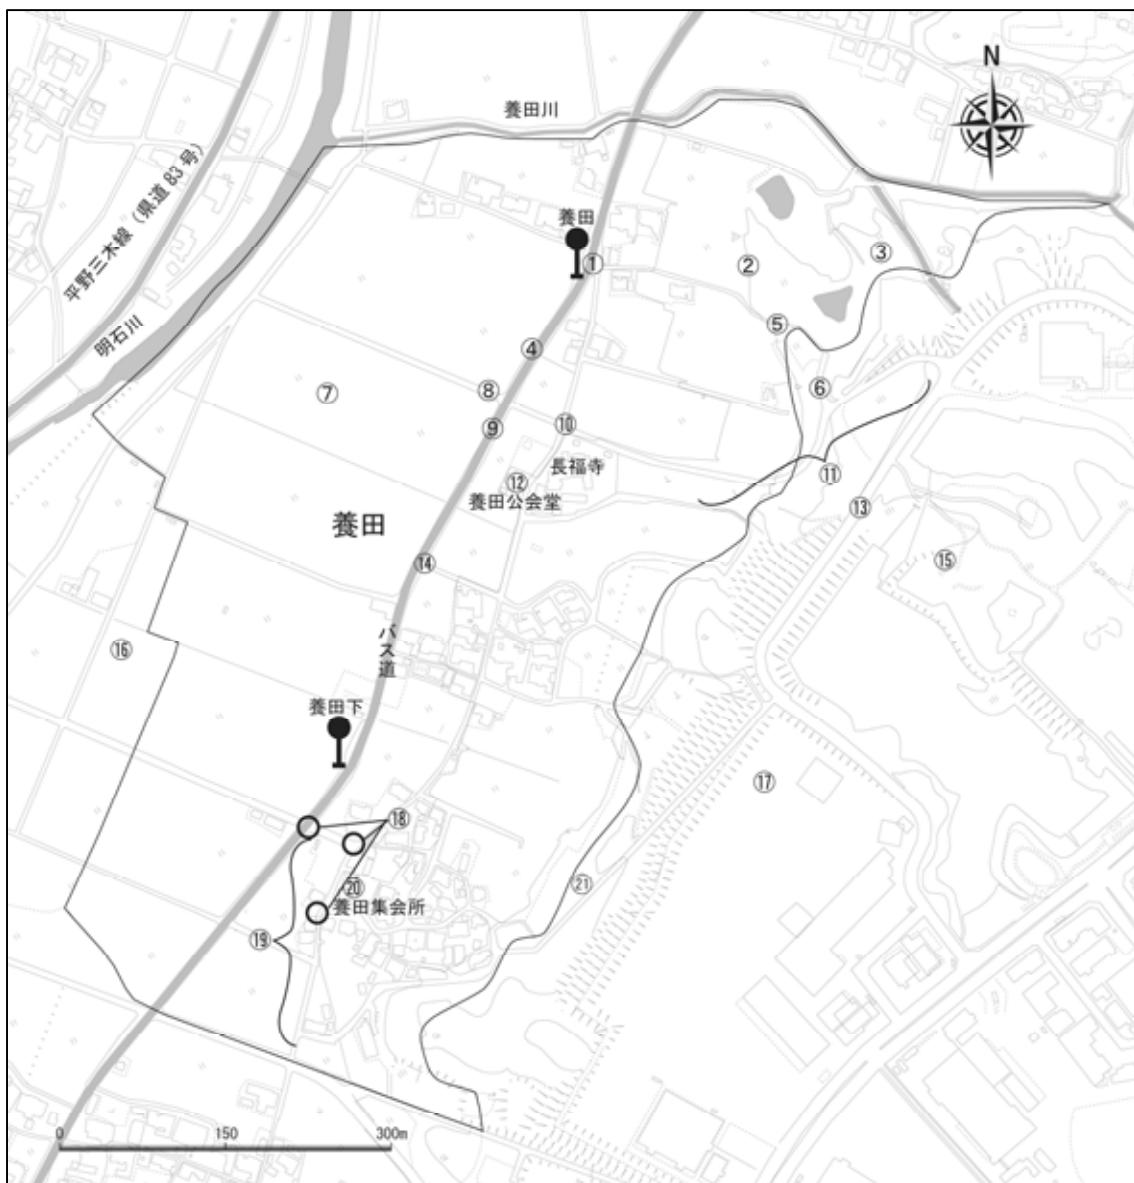 N
養田川
平野三木線（県道83号）
明石川
養田
①
②
③
⑤
④
⑥
⑦
⑧
⑨
⑩
長福寺
⑪
⑫
養田公会堂
⑬
養田
⑭
⑮
バス道
⑯
養田下
⑰
⑱
⑳
養田集会所
㉑
⑲
0 150 300m